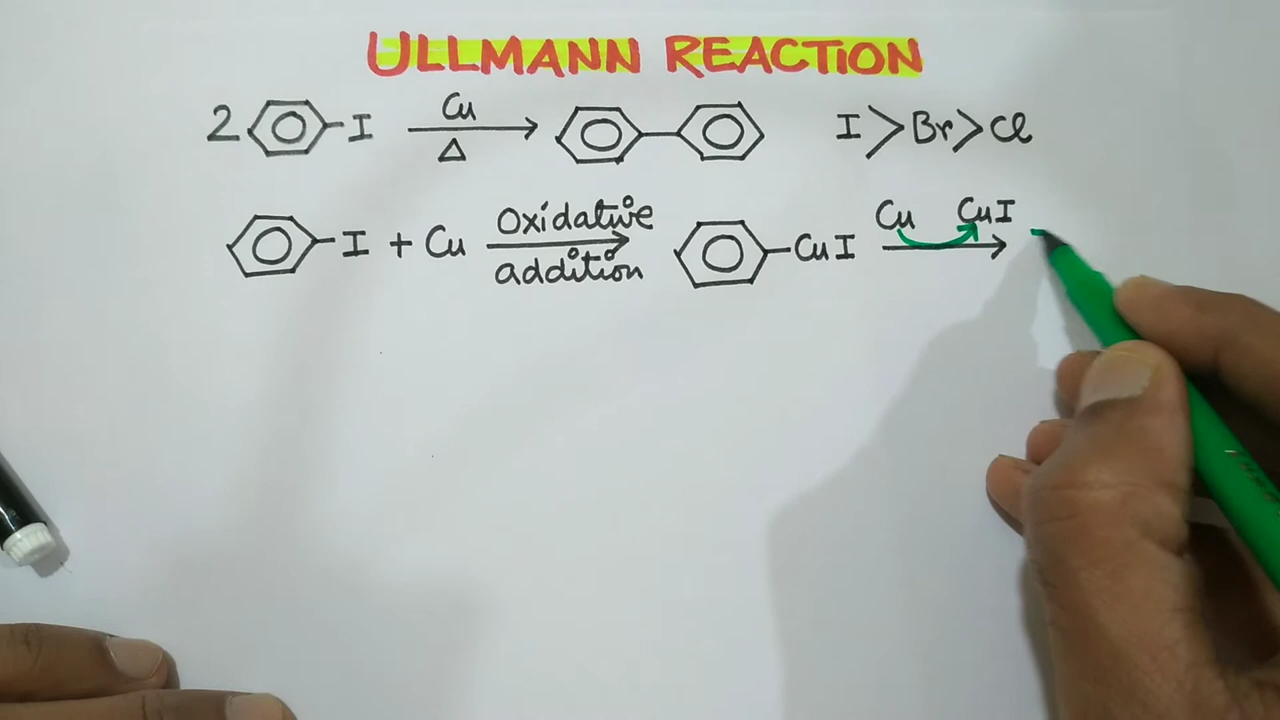 ULLMANN REACTION
2 I Cu Δ I > Br > Cl
I + Cu Oxidative addition CuI Cu CuI